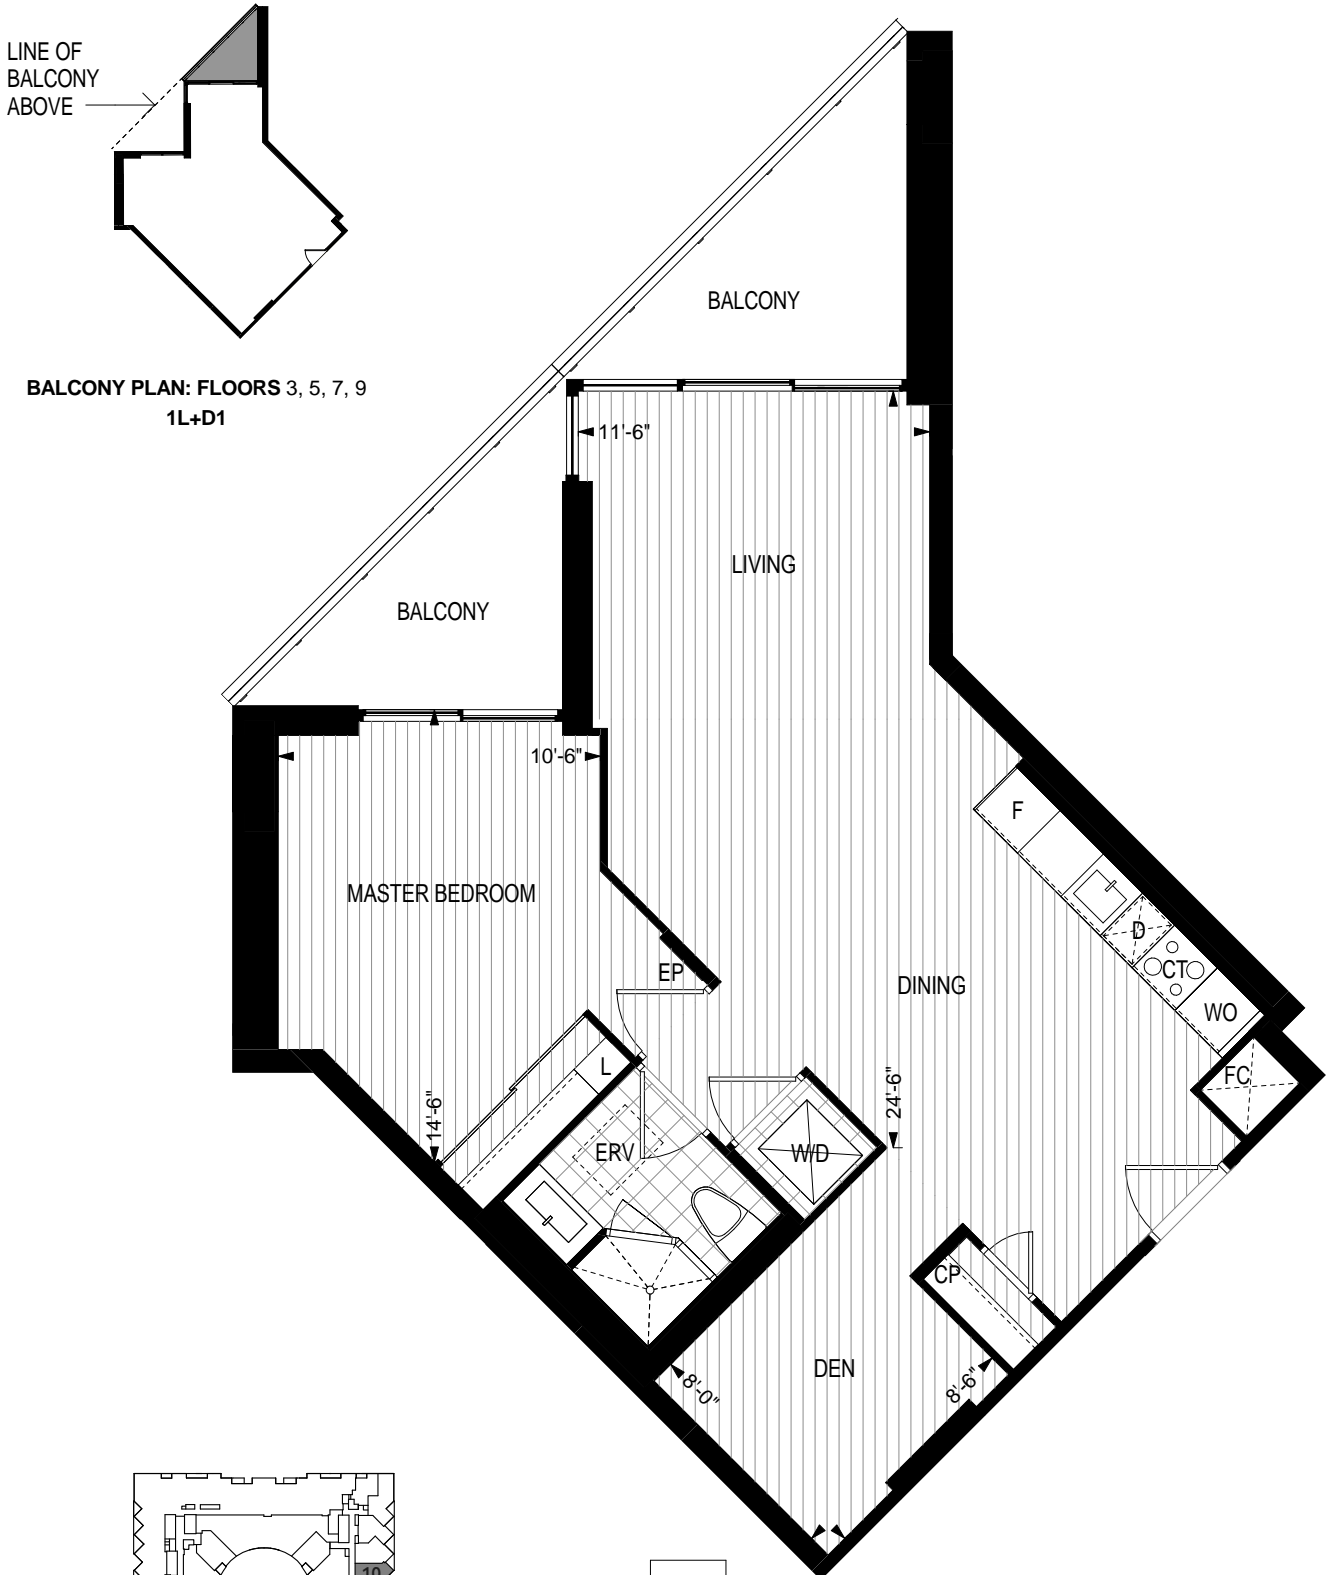 LINE OF
BALCONY
ABOVE
BALCONY PLAN: FLOORS 3, 5, 7, 9
1L+D1
BALCONY
11'-6"
LIVING
BALCONY
10'-6"
F
MASTER BEDROOM
D
EP
CT
DINING
WO
L
FC
14'-6"
24'-6"
ERV
W/D
CP
DEN
8'-0"
8'-6"
10